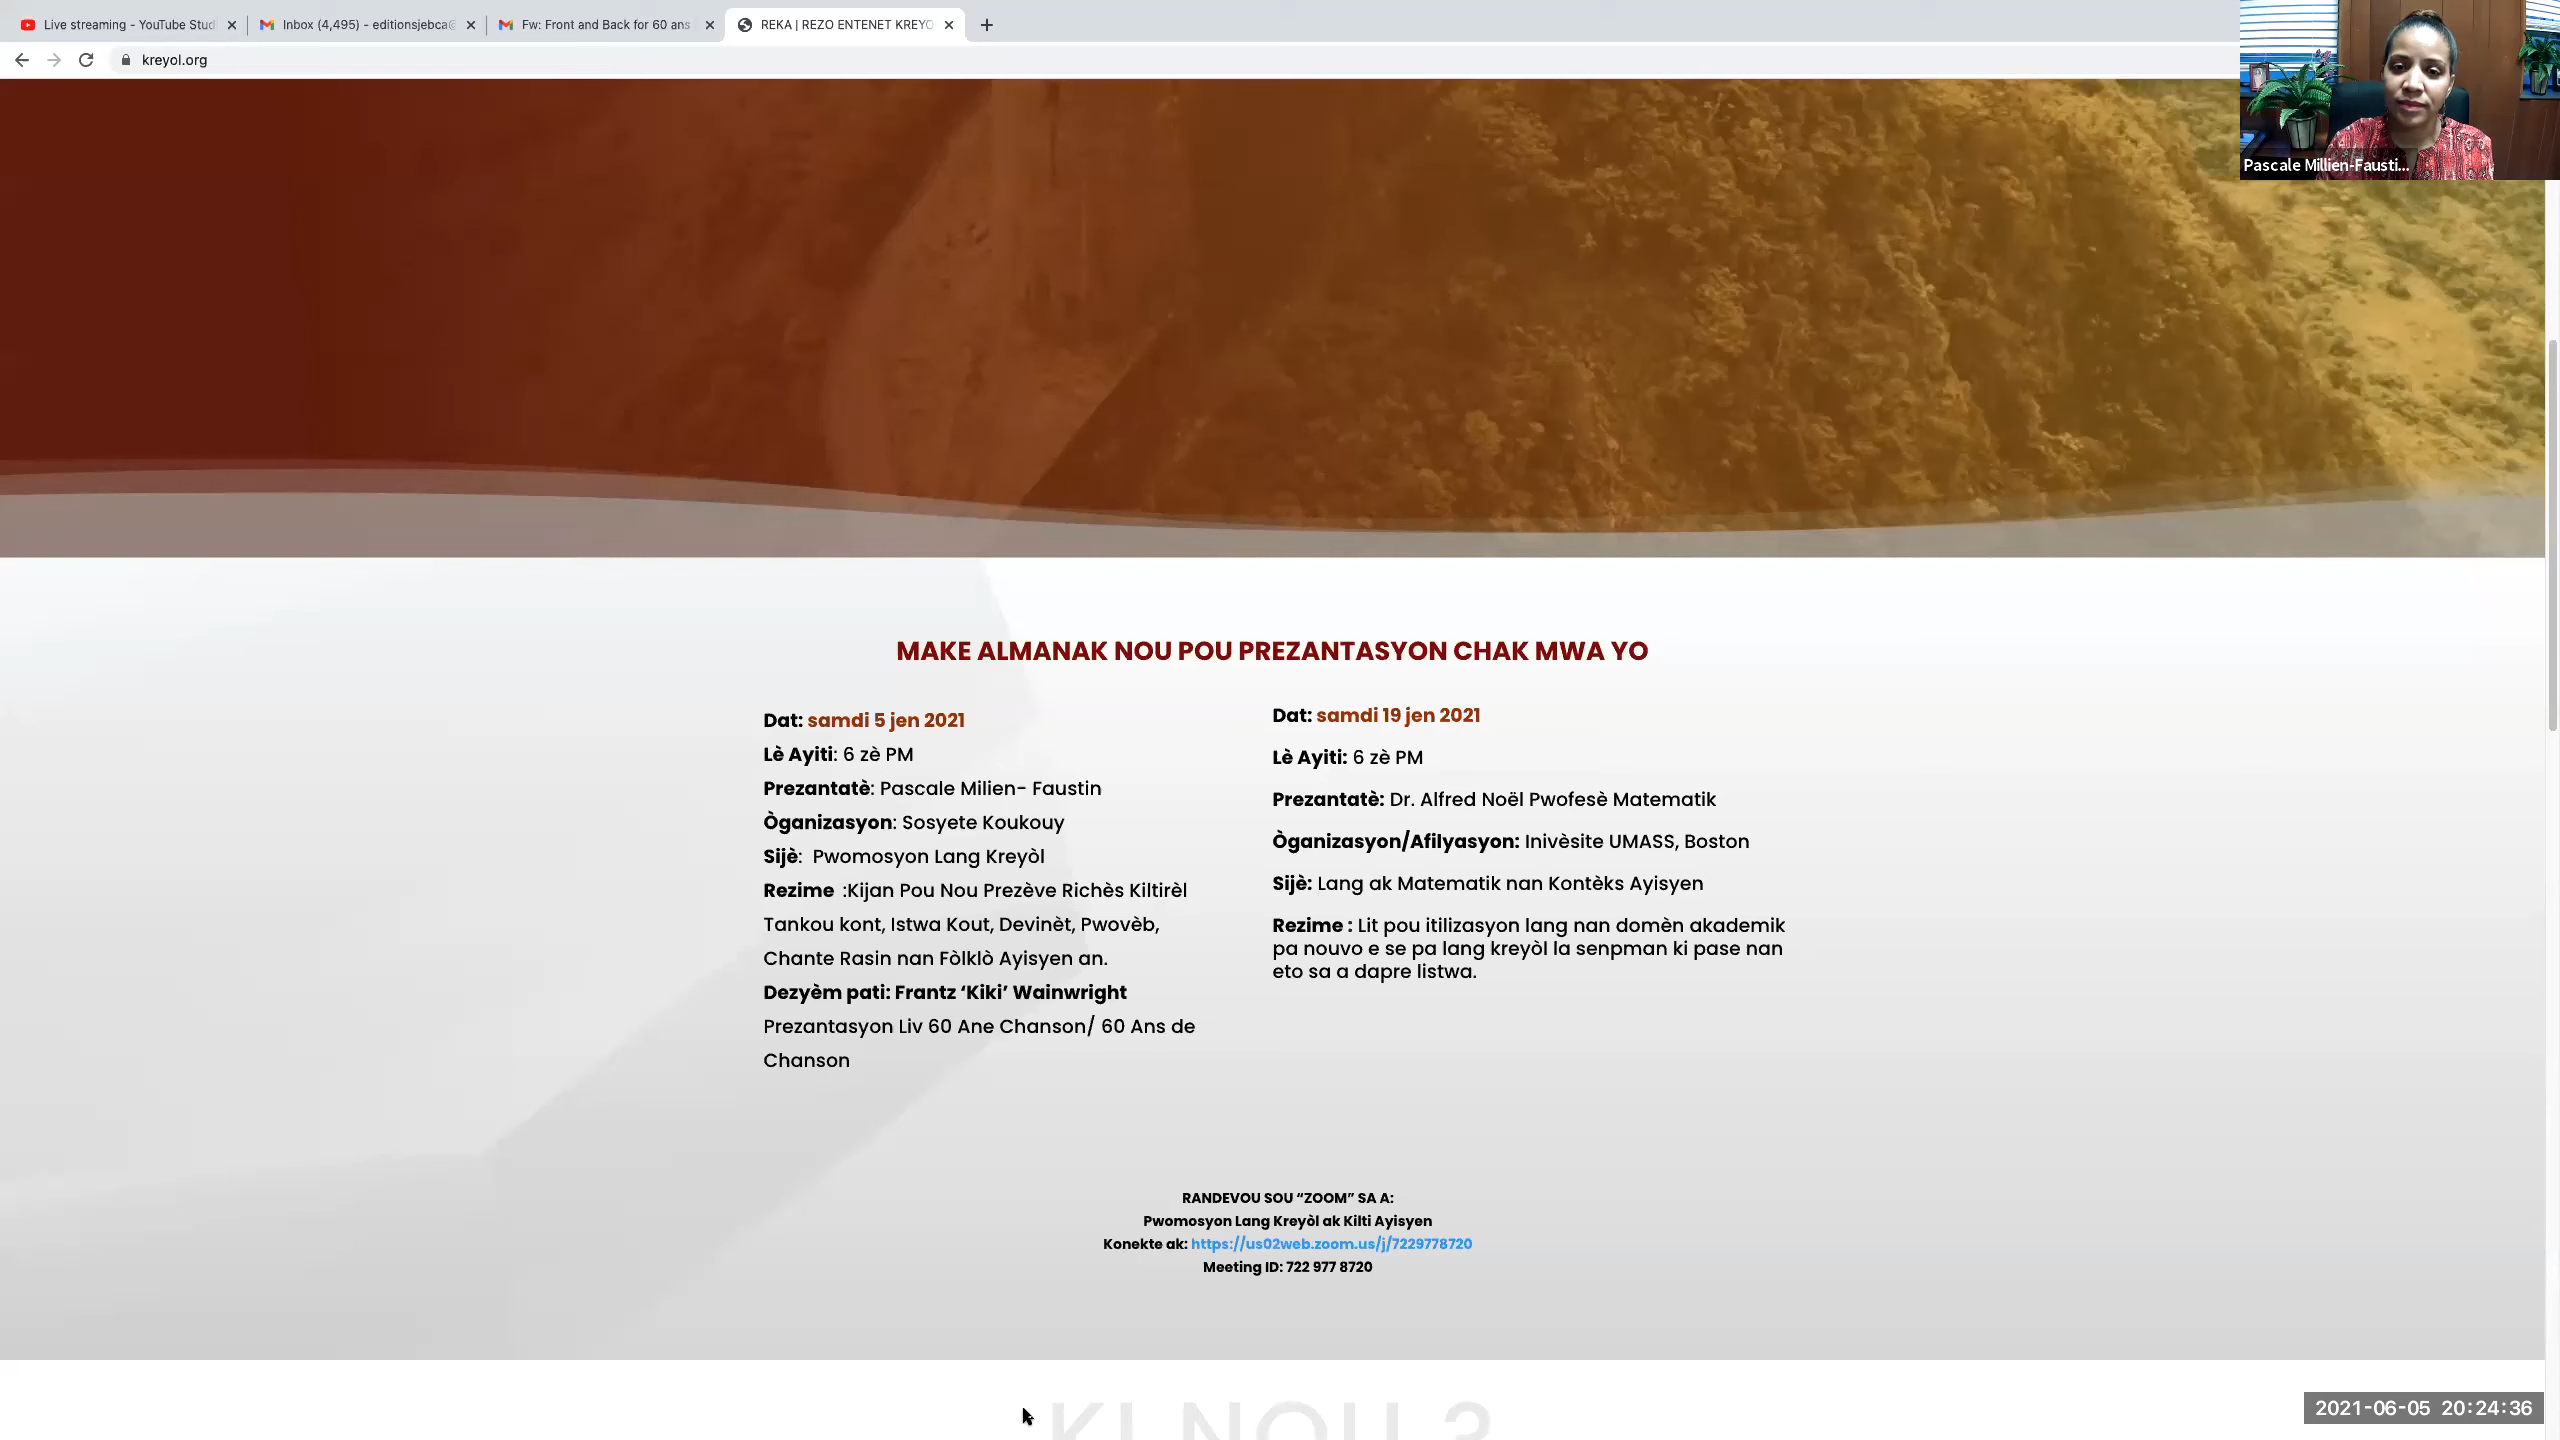 Live streaming - YouTube Stud
Inbox (4,495) - editionsjebca@
Fw: Front and Back for 60 ans
REKA | REZO ENTENET KREYO
kreyol.org
Pascale Millien-Fausti...
MAKE ALMANAK NOU POU PREZANTASYON CHAK MWA YO
Dat: samdi 5 jen 2021
Lè Ayiti: 6 zè PM
Prezantatè: Pascale Milien- Faustin
Òganizasyon: Sosyete Koukouy
Sijè: Pwomosyon Lang Kreyòl
Rezime :Kijan Pou Nou Prezève Richès Kiltirèl
Tankou kont, Istwa Kout, Devinèt, Pwovèb,
Chante Rasin nan Fòlklò Ayisyen an.
Dezyèm pati: Frantz ‘Kiki’ Wainwright
Prezantasyon Liv 60 Ane Chanson/ 60 Ans de
Chanson
Dat: samdi 19 jen 2021
Lè Ayiti: 6 zè PM
Prezantatè: Dr. Alfred Noël Pwofesè Matematik
Òganizasyon/Afilyasyon: Inivèsite UMASS, Boston
Sijè: Lang ak Matematik nan Kontèks Ayisyen
Rezime : Lit pou itilizasyon lang nan domèn akademik
pa nouvo e se pa lang kreyòl la senpman ki pase nan
eto sa a dapre listwa.
RANDEVOU SOU “ZOOM” SA A:
Pwomosyon Lang Kreyòl ak Kilti Ayisyen
Konekte ak: https://us02web.zoom.us/j/7229778720
Meeting ID: 722 977 8720
KI NOU ?
2021-06-05 20:24:36